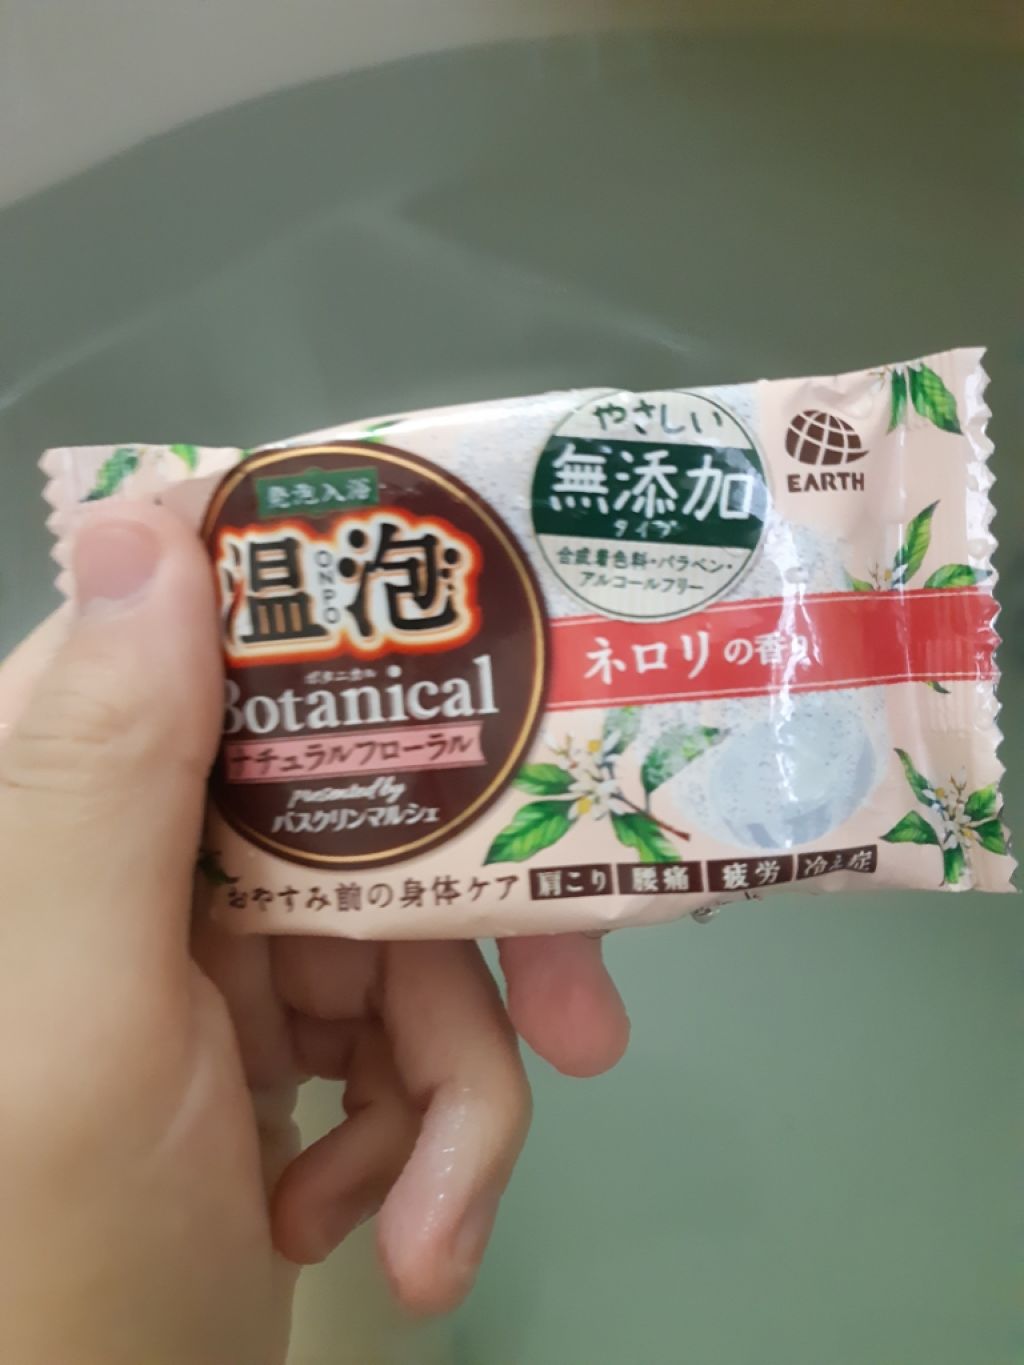 発泡入浴
温泡
ONPO
ボタニカル
Botanical
ナチュラルフローラル
presented by
バスクリンマルシェ
やさしい
無添加
タイプ
合成着色料・パラベン・
アルコールフリー
EARTH
ネロリの香り
おやすみ前の身体ケア 肩こり 腰痛 疲労 冷え症